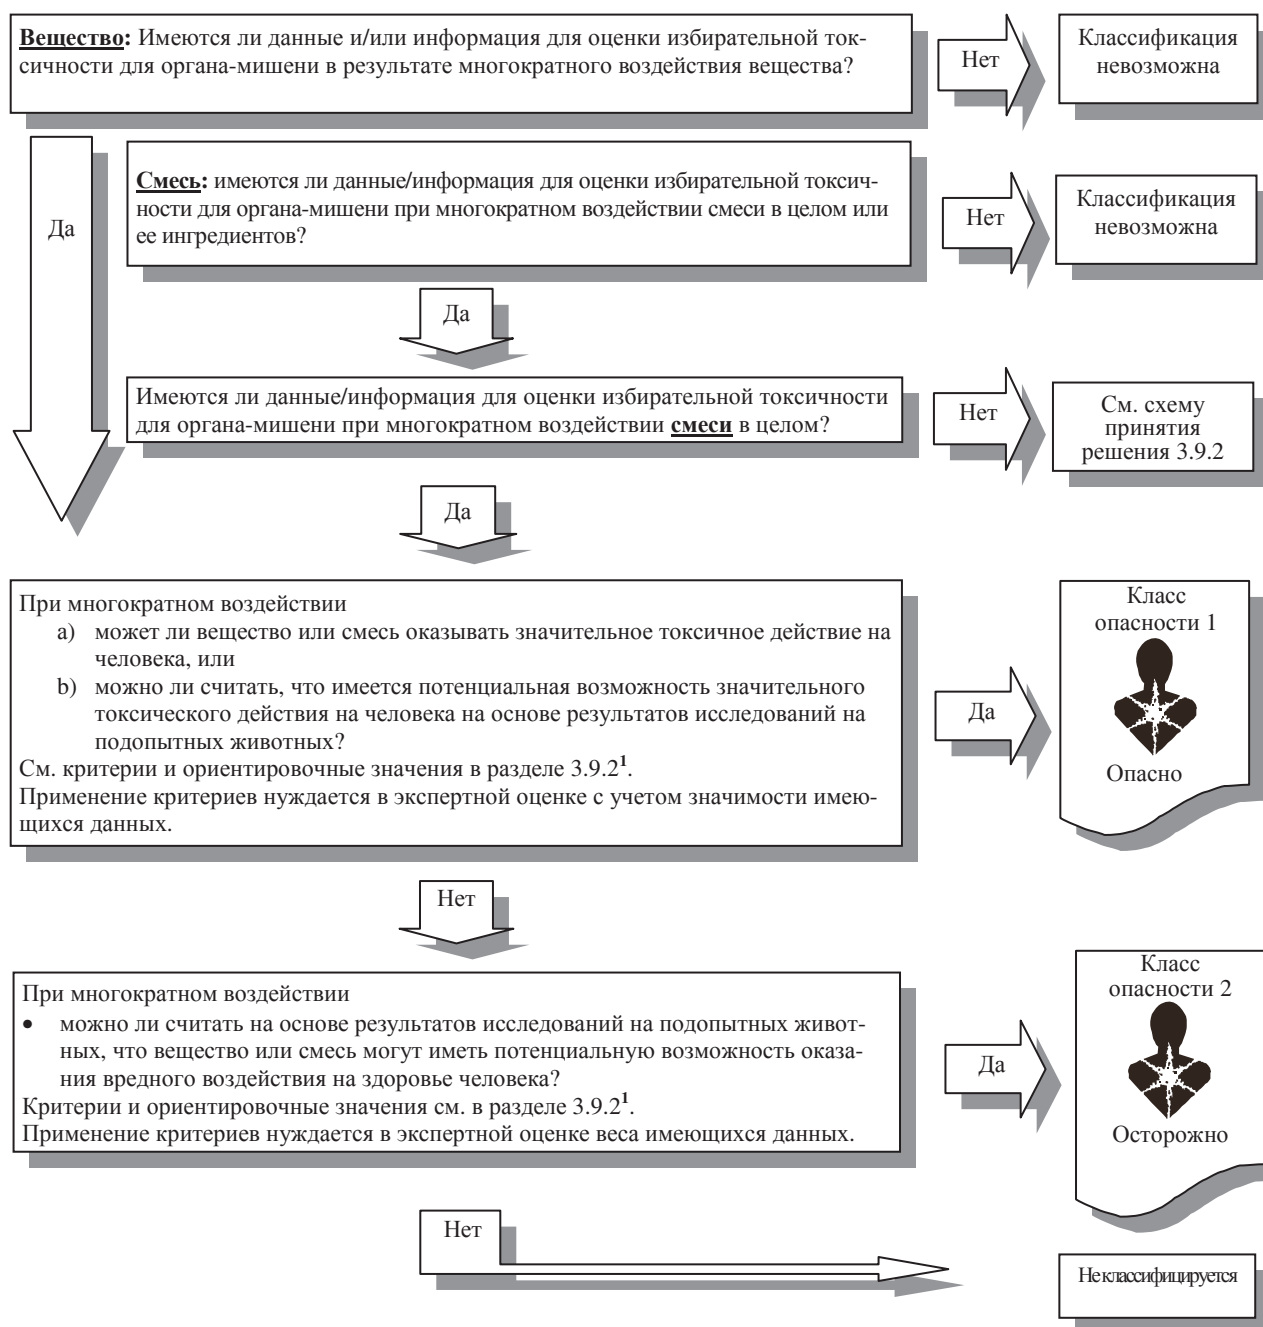 Вещество: Имеются ли данные и/или информация для оценки избирательной ток-
сичности для органа-мишени в результате многократного воздействия вещества?
Нет
Классификация
невозможна
Да
Смесь: имеются ли данные/информация для оценки избирательной токсич-
ности для органа-мишени при многократном воздействии смеси в целом или
ее ингредиентов?
Нет
Классификация
невозможна
Да
Имеются ли данные/информация для оценки избирательной токсичности
для органа-мишени при многократном воздействии смеси в целом?
Нет
См. схему
принятия
решения 3.9.2
Да
При многократном воздействии
a) может ли вещество или смесь оказывать значительное токсичное действие на
человека, или
b) можно ли считать, что имеется потенциальная возможность значительного
токсического действия на человека на основе результатов исследований на
подопытных животных?
См. критерии и ориентировочные значения в разделе 3.9.2¹.
Применение критериев нуждается в экспертной оценке с учетом значимости имею-
щихся данных.
Да
Класс
опасности 1
Опасно
Нет
При многократном воздействии
• можно ли считать на основе результатов исследований на подопытных живот-
ных, что вещество или смесь могут иметь потенциальную возможность оказа-
ния вредного воздействия на здоровье человека?
Критерии и ориентировочные значения см. в разделе 3.9.2¹.
Применение критериев нуждается в экспертной оценке веса имеющихся данных.
Да
Класс
опасности 2
Осторожно
Нет
Не классифицируется